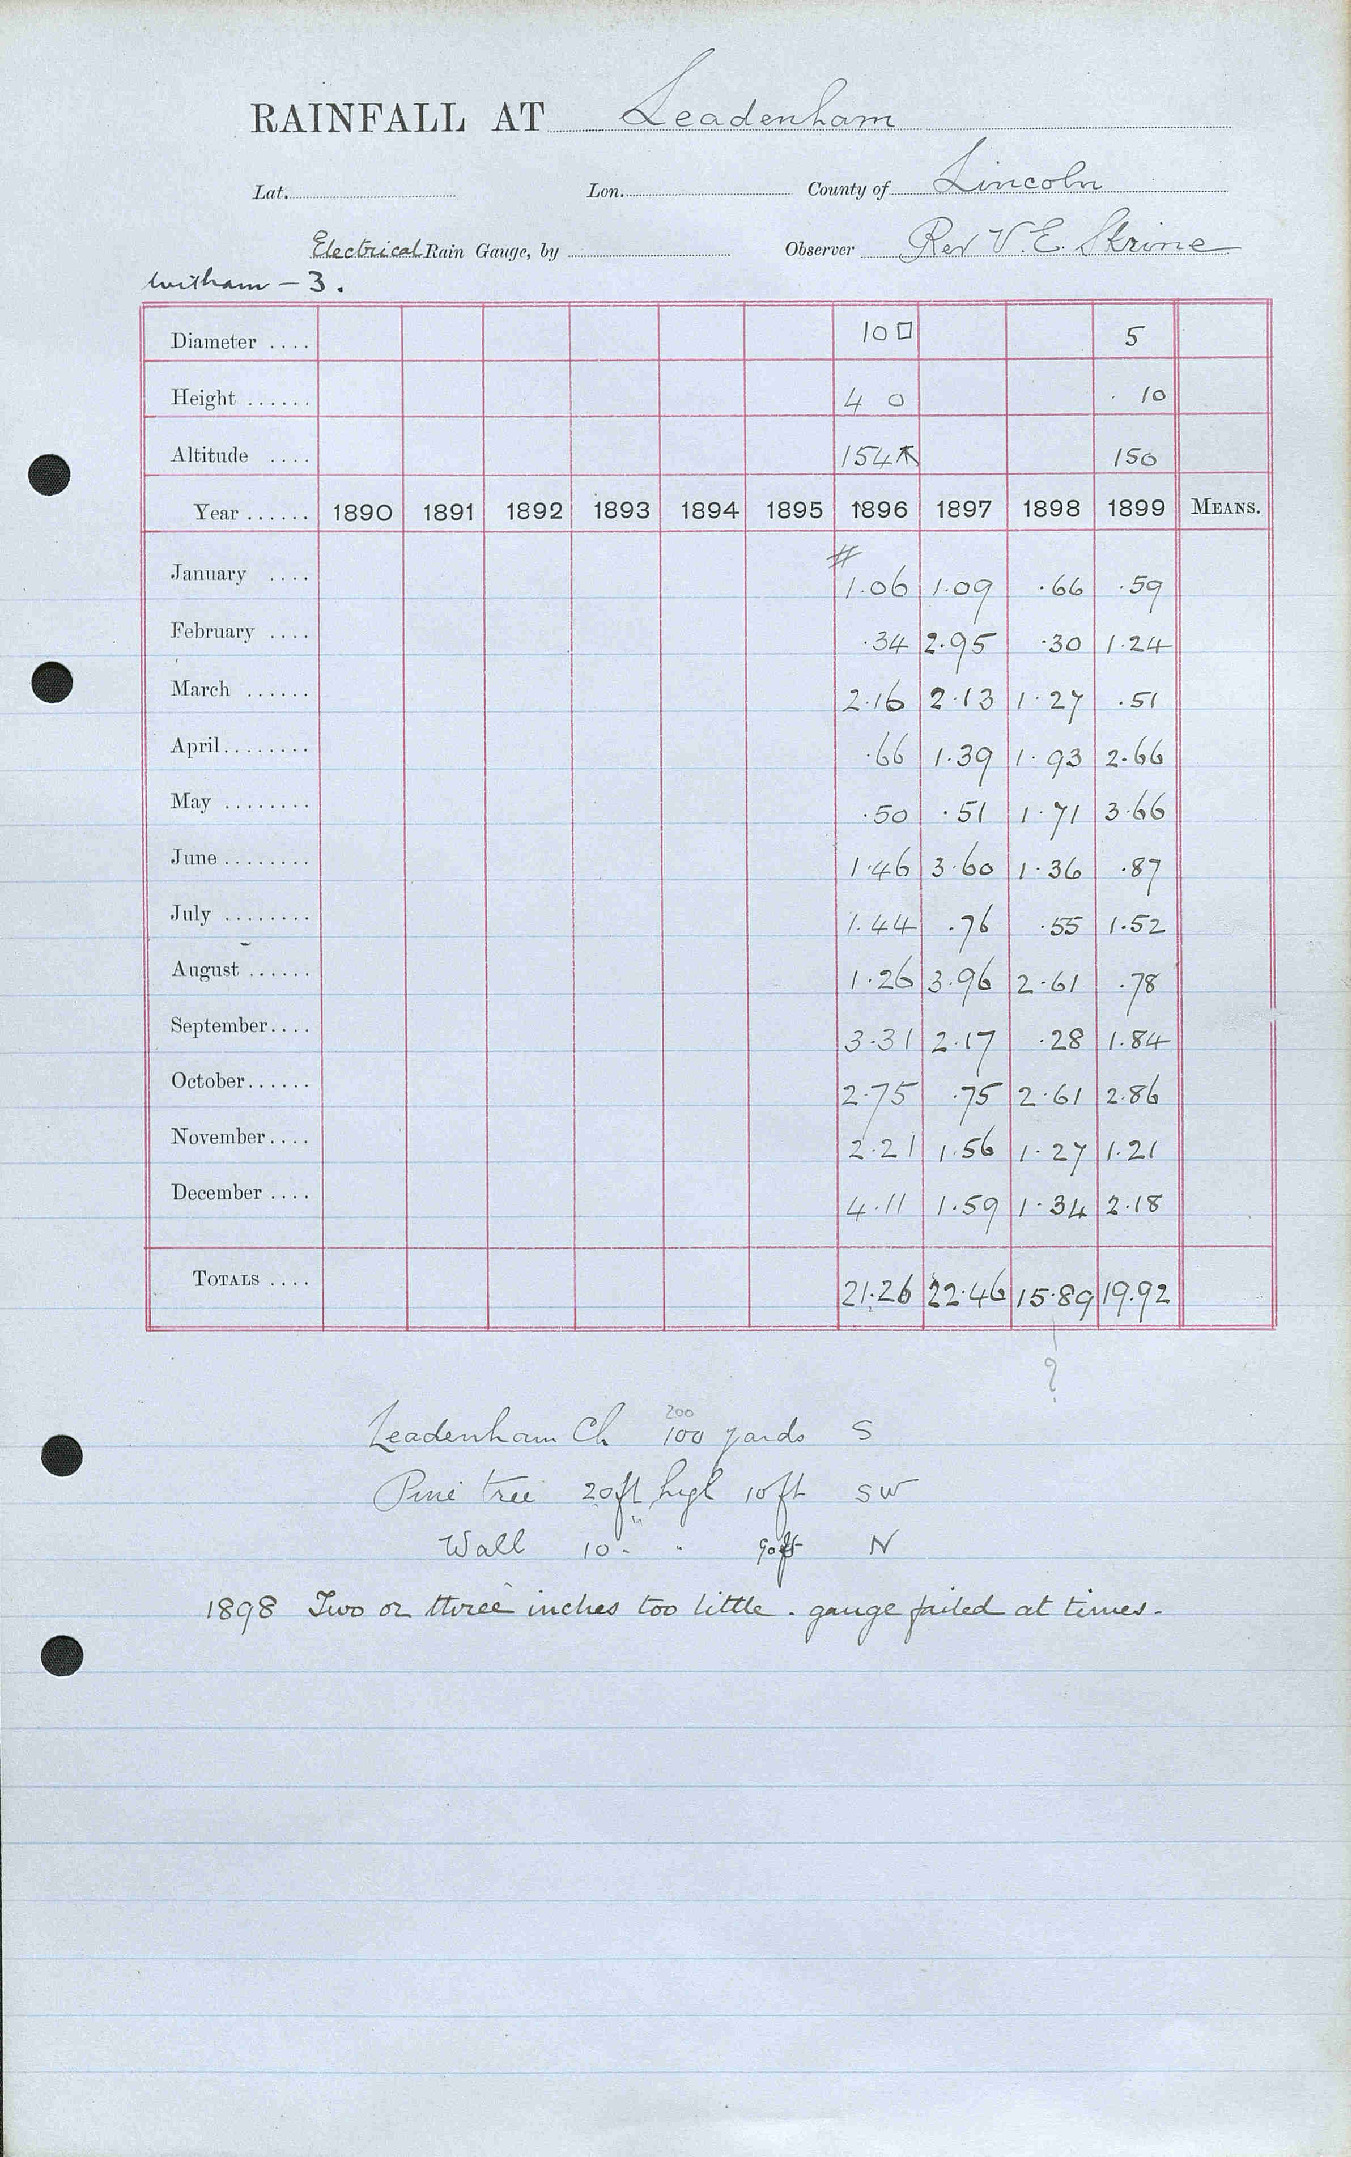 RAINFALL AT Leadenham
Lat. Lon. County of Lincoln
Electrical Rain Gauge, by Observer Rev V. E. Skrine
Witham – 3.
Diameter .... 10 □ 5
Height ...... 4 0 . 10
Altitude .... 154 150
Year ...... 1890 1891 1892 1893 1894 1895 1896 1897 1898 1899 MEANS.
#
January .... 1.06 1.09 .66 .59
February .... .34 2.95 .30 1.24
March ...... 2.16 2.13 1.27 .51
April........ .66 1.39 1.93 2.66
May ........ .50 .51 1.71 3.66
June ........ 1.46 3.60 1.36 .87
July ........ 1.44 .76 .55 1.52
August ...... 1.26 3.96 2.61 .78
September.... 3.31 2.17 .28 1.84
October...... 2.75 .75 2.61 2.86
November.... 2.21 1.56 1.27 1.21
December .... 4.11 1.59 1.34 2.18
TOTALS .... 21.26 22.46 15.89 19.92
?
200
Leadenham Ch 100 yards S
Pine tree 20ft high 10ft SW
Wall 10 " " N
1898 Two or three inches too little. gauge failed at times.